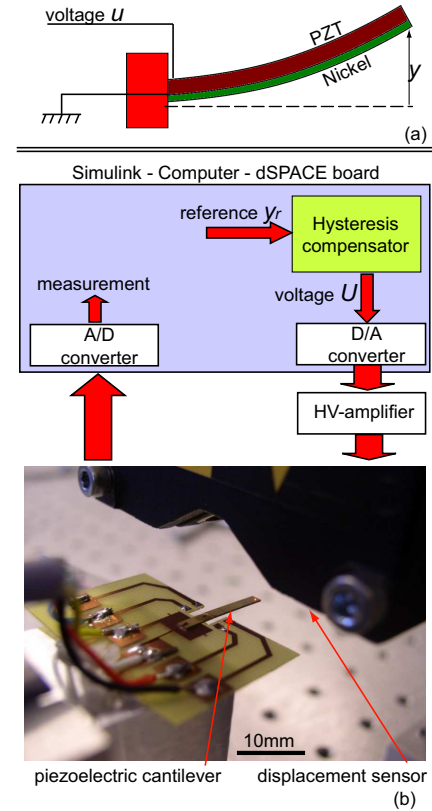 voltage u
PZT
Nickel
y
(a)
Simulink - Computer - dSPACE board
reference yr
Hysteresis
compensator
measurement
voltage U
A/D
converter
D/A
converter
HV-amplifier
10mm
piezoelectric cantilever
displacement sensor
(b)